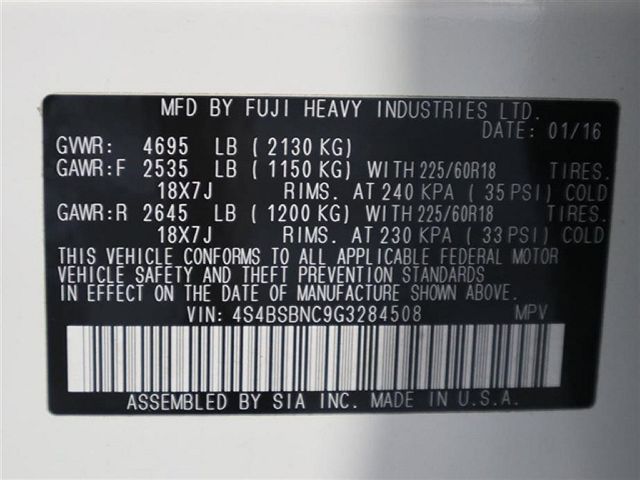 MFD BY FUJI HEAVY INDUSTRIES LTD.
DATE: 01/16
GVWR: 4695 LB ( 2130 KG)
GAWR:F 2535 LB ( 1150 KG) WITH 225/60R18 TIRES.
18X7J RIMS. AT 240 KPA ( 35 PSI) COLD
GAWR:R 2645 LB ( 1200 KG) WITH 225/60R18 TIRES.
18X7J RIMS. AT 230 KPA ( 33 PSI) COLD
THIS VEHICLE CONFORMS TO ALL APPLICABLE FEDERAL MOTOR
VEHICLE SAFETY AND THEFT PREVENTION STANDARDS
IN EFFECT ON THE DATE OF MANUFACTURE SHOWN ABOVE.
VIN: 4S4BSBNC9G3284508 MPV
ASSEMBLED BY SIA INC. MADE IN U.S.A.